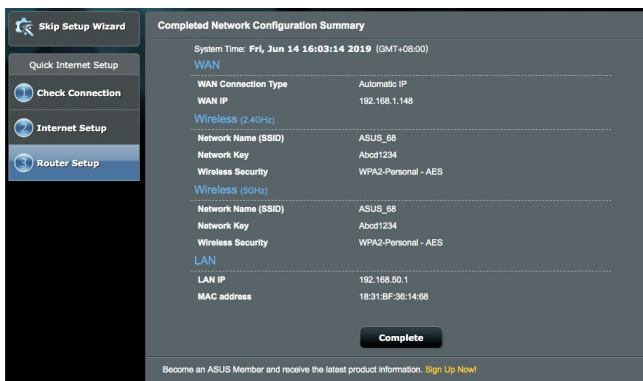 Skip Setup Wizard
Quick Internet Setup
1 Check Connection
2 Internet Setup
3 Router Setup
Completed Network Configuration Summary
System Time: Fri, Jun 14 16:03:14 2019 (GMT+08:00)
WAN
WAN Connection Type Automatic IP
WAN IP 192.168.1.148
Wireless (2.4GHz)
Network Name (SSID) ASUS_68
Network Key Abcd1234
Wireless Security WPA2-Personal - AES
Wireless (5GHz)
Network Name (SSID) ASUS_68
Network Key Abcd1234
Wireless Security WPA2-Personal - AES
LAN
LAN IP 192.168.50.1
MAC address 18:31:BF:36:14:68
Complete
Become an ASUS Member and receive the latest product information. Sign Up Now!